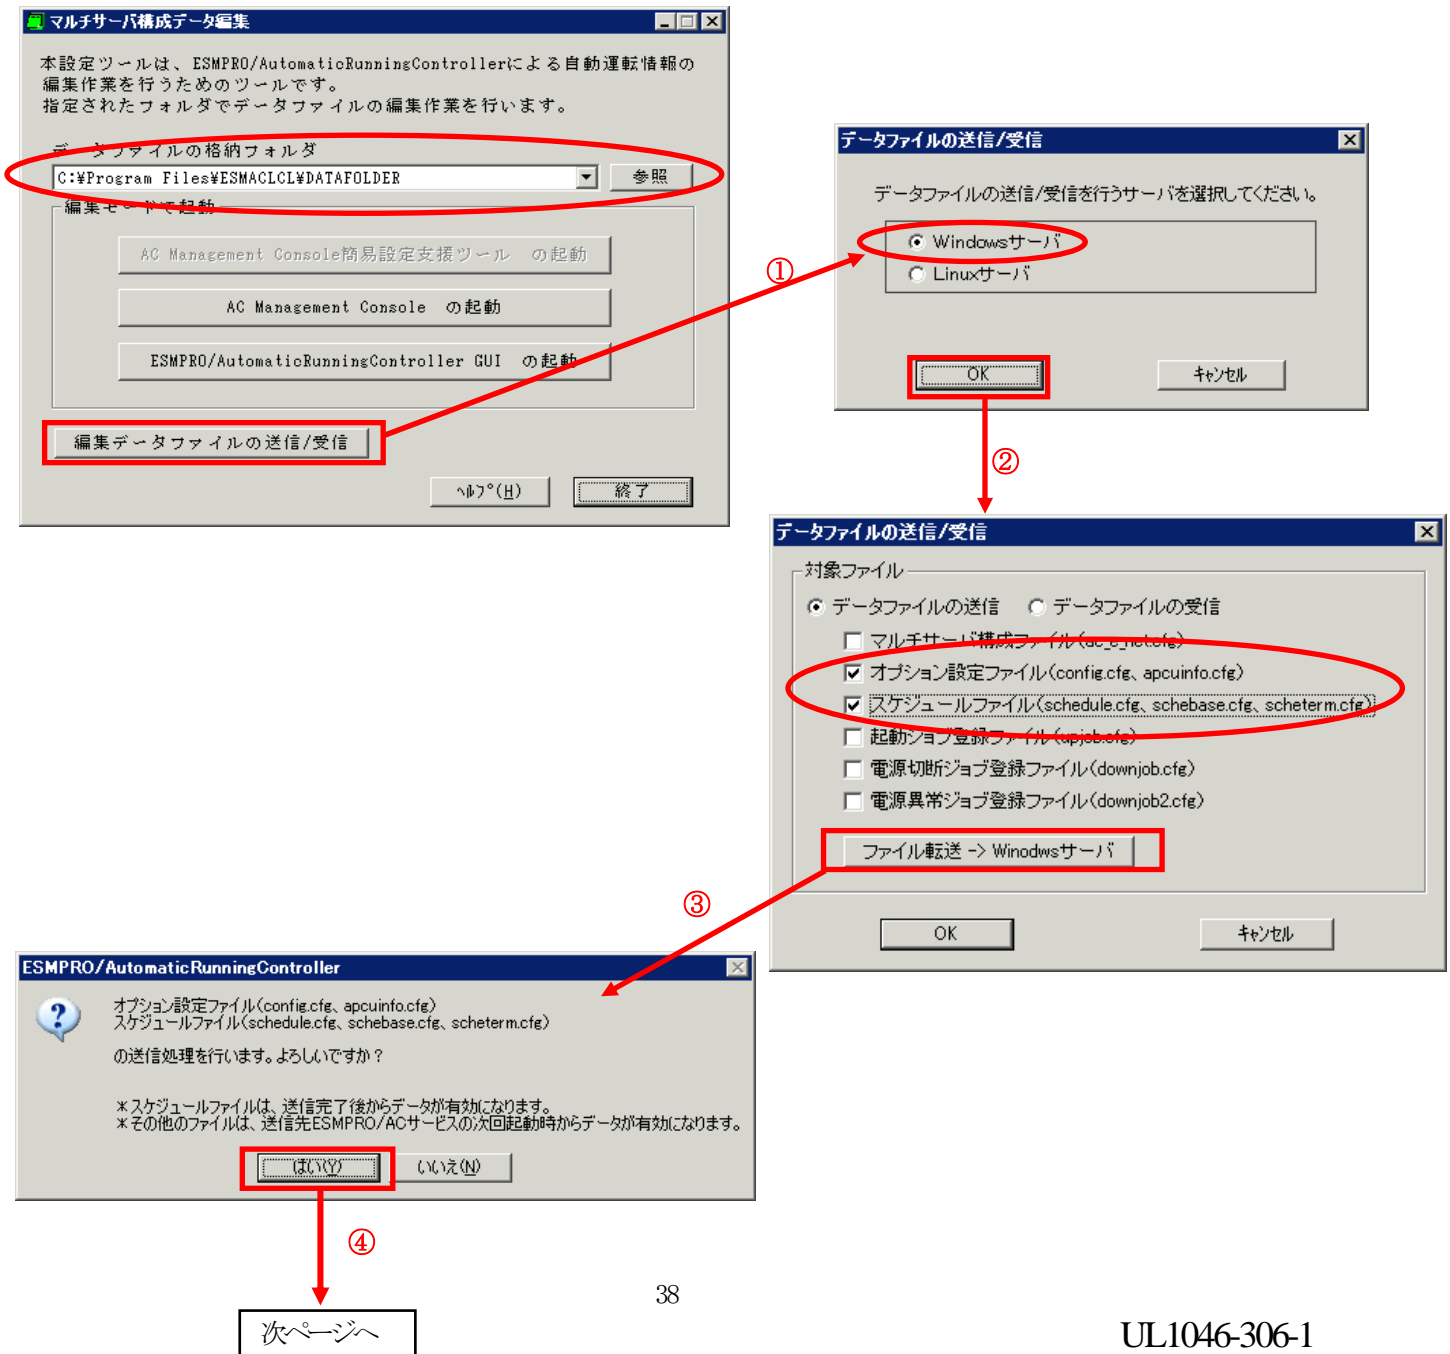 マルチサーバ構成データ編集
本設定ツールは、ESMPRO/AutomaticRunningControllerによる自動運転情報の
編集作業を行うためのツールです。
指定されたフォルダでデータファイルの編集作業を行います。
データファイルの格納フォルダ
C:¥Program Files¥ESMACLCL¥DATAFOLDER
参照
編集モードで起動
AC Management Console簡易設定支援ツール の起動
AC Management Console の起動
ESMPRO/AutomaticRunningController GUI の起動
編集データファイルの送信/受信
ヘルプ(H)
終了
①
データファイルの送信/受信
データファイルの送信/受信を行うサーバを選択してください。
Windowsサーバ
Linuxサーバ
OK
キャンセル
②
データファイルの送信/受信
対象ファイル
データファイルの送信
データファイルの受信
マルチサーバ構成ファイル(ac_e_net.cfg)
オプション設定ファイル(config.cfg、apcuinfo.cfg)
スケジュールファイル(schedule.cfg、schebase.cfg、scheterm.cfg)
起動ジョブ登録ファイル(upjob.cfg)
電源切断ジョブ登録ファイル(downjob.cfg)
電源異常ジョブ登録ファイル(downjob2.cfg)
ファイル転送 -> Winodwsサーバ
OK
キャンセル
③
ESMPRO/AutomaticRunningController
オプション設定ファイル(config.cfg、apcuinfo.cfg)
スケジュールファイル(schedule.cfg、schebase.cfg、scheterm.cfg)
の送信処理を行います。よろしいですか?
*スケジュールファイルは、送信完了後からデータが有効になります。
*その他のファイルは、送信先ESMPRO/ACサービスの次回起動時からデータが有効になります。
はい(Y)
いいえ(N)
④
次ページへ
38
UL1046-306-1